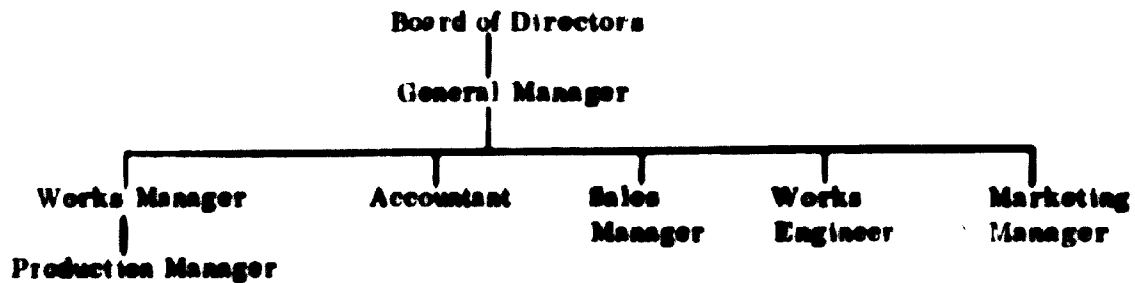 Board of Directors
General Manager
Works Manager
Accountant
Sales
Manager
Works
Engineer
Marketing
Manager
Production Manager